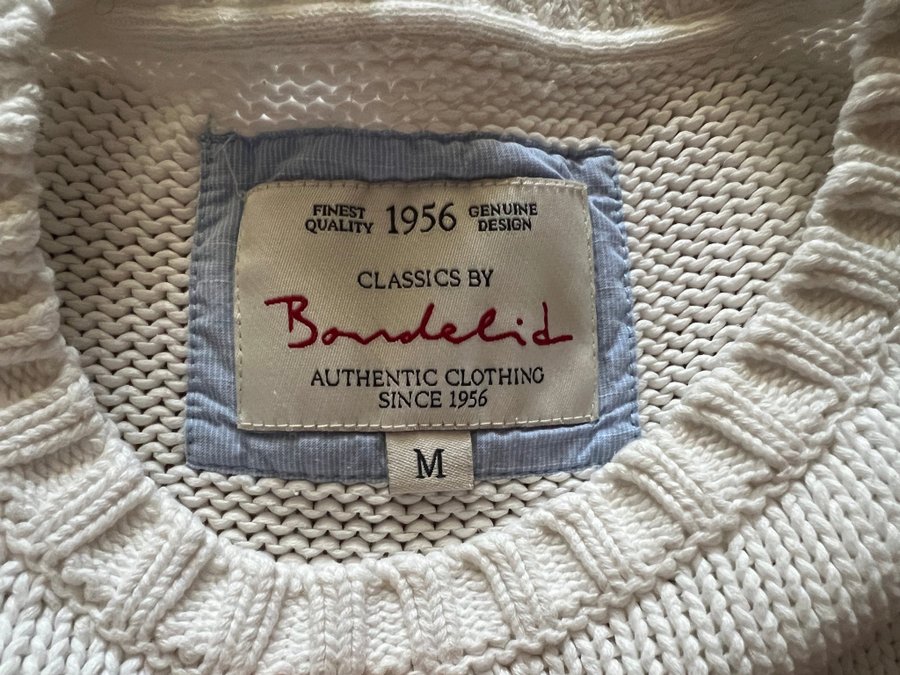 FINEST QUALITY 1956 GENUINE DESIGN
CLASSICS BY
Bondelid
AUTHENTIC CLOTHING
SINCE 1956
M